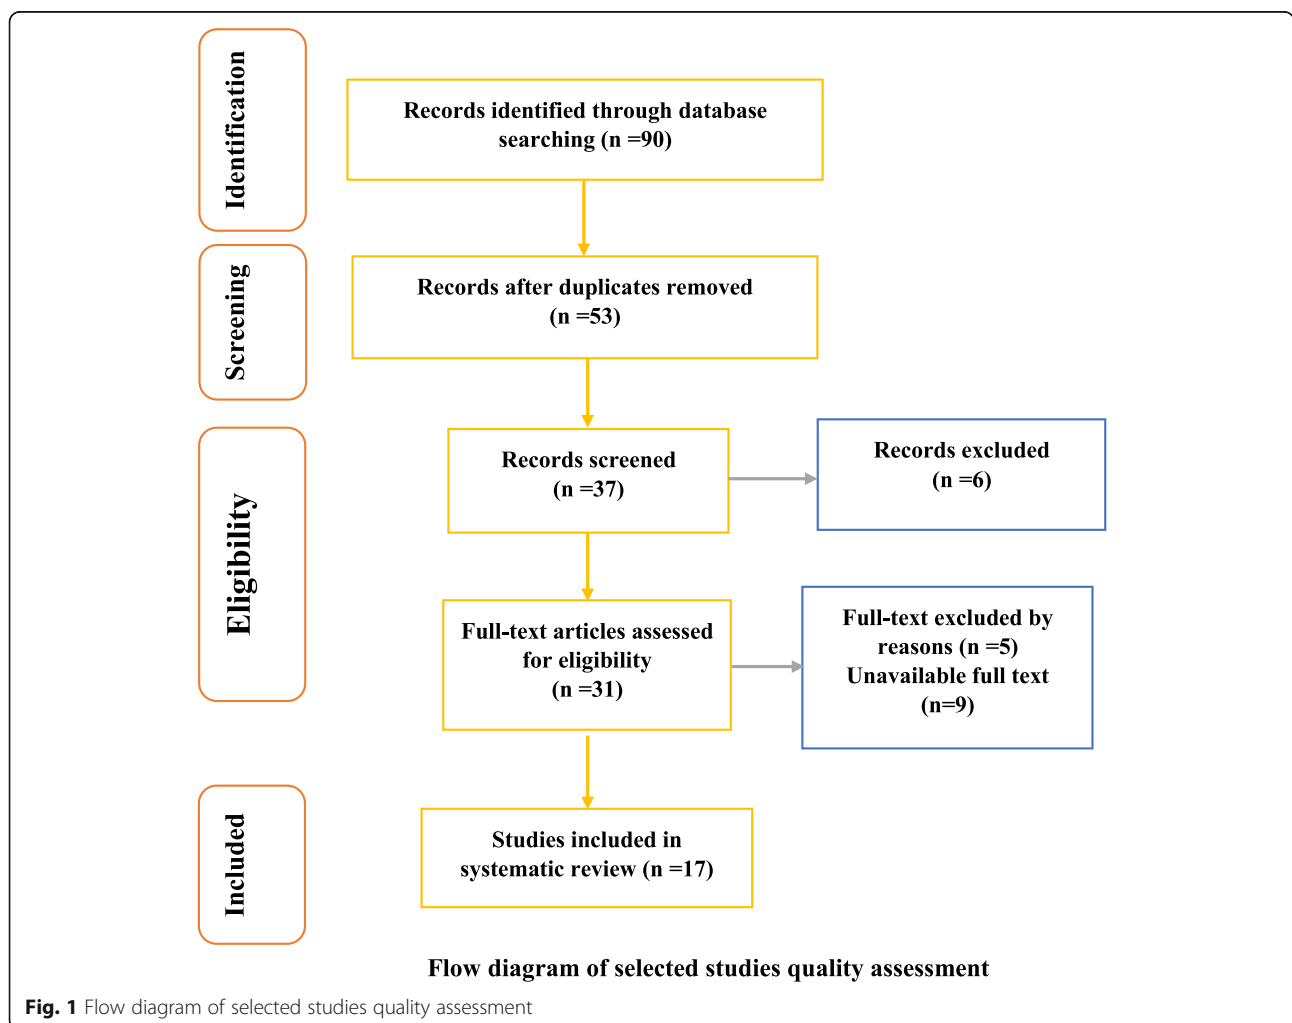 Identification
Records identified through database
searching (n =90)
Screening
Records after duplicates removed
(n =53)
Eligibility
Records screened
(n =37)
Records excluded
(n =6)
Full-text articles assessed
for eligibility
(n =31)
Full-text excluded by
reasons (n =5)
Unavailable full text
(n=9)
Included
Studies included in
systematic review (n =17)
Flow diagram of selected studies quality assessment
Fig. 1 Flow diagram of selected studies quality assessment